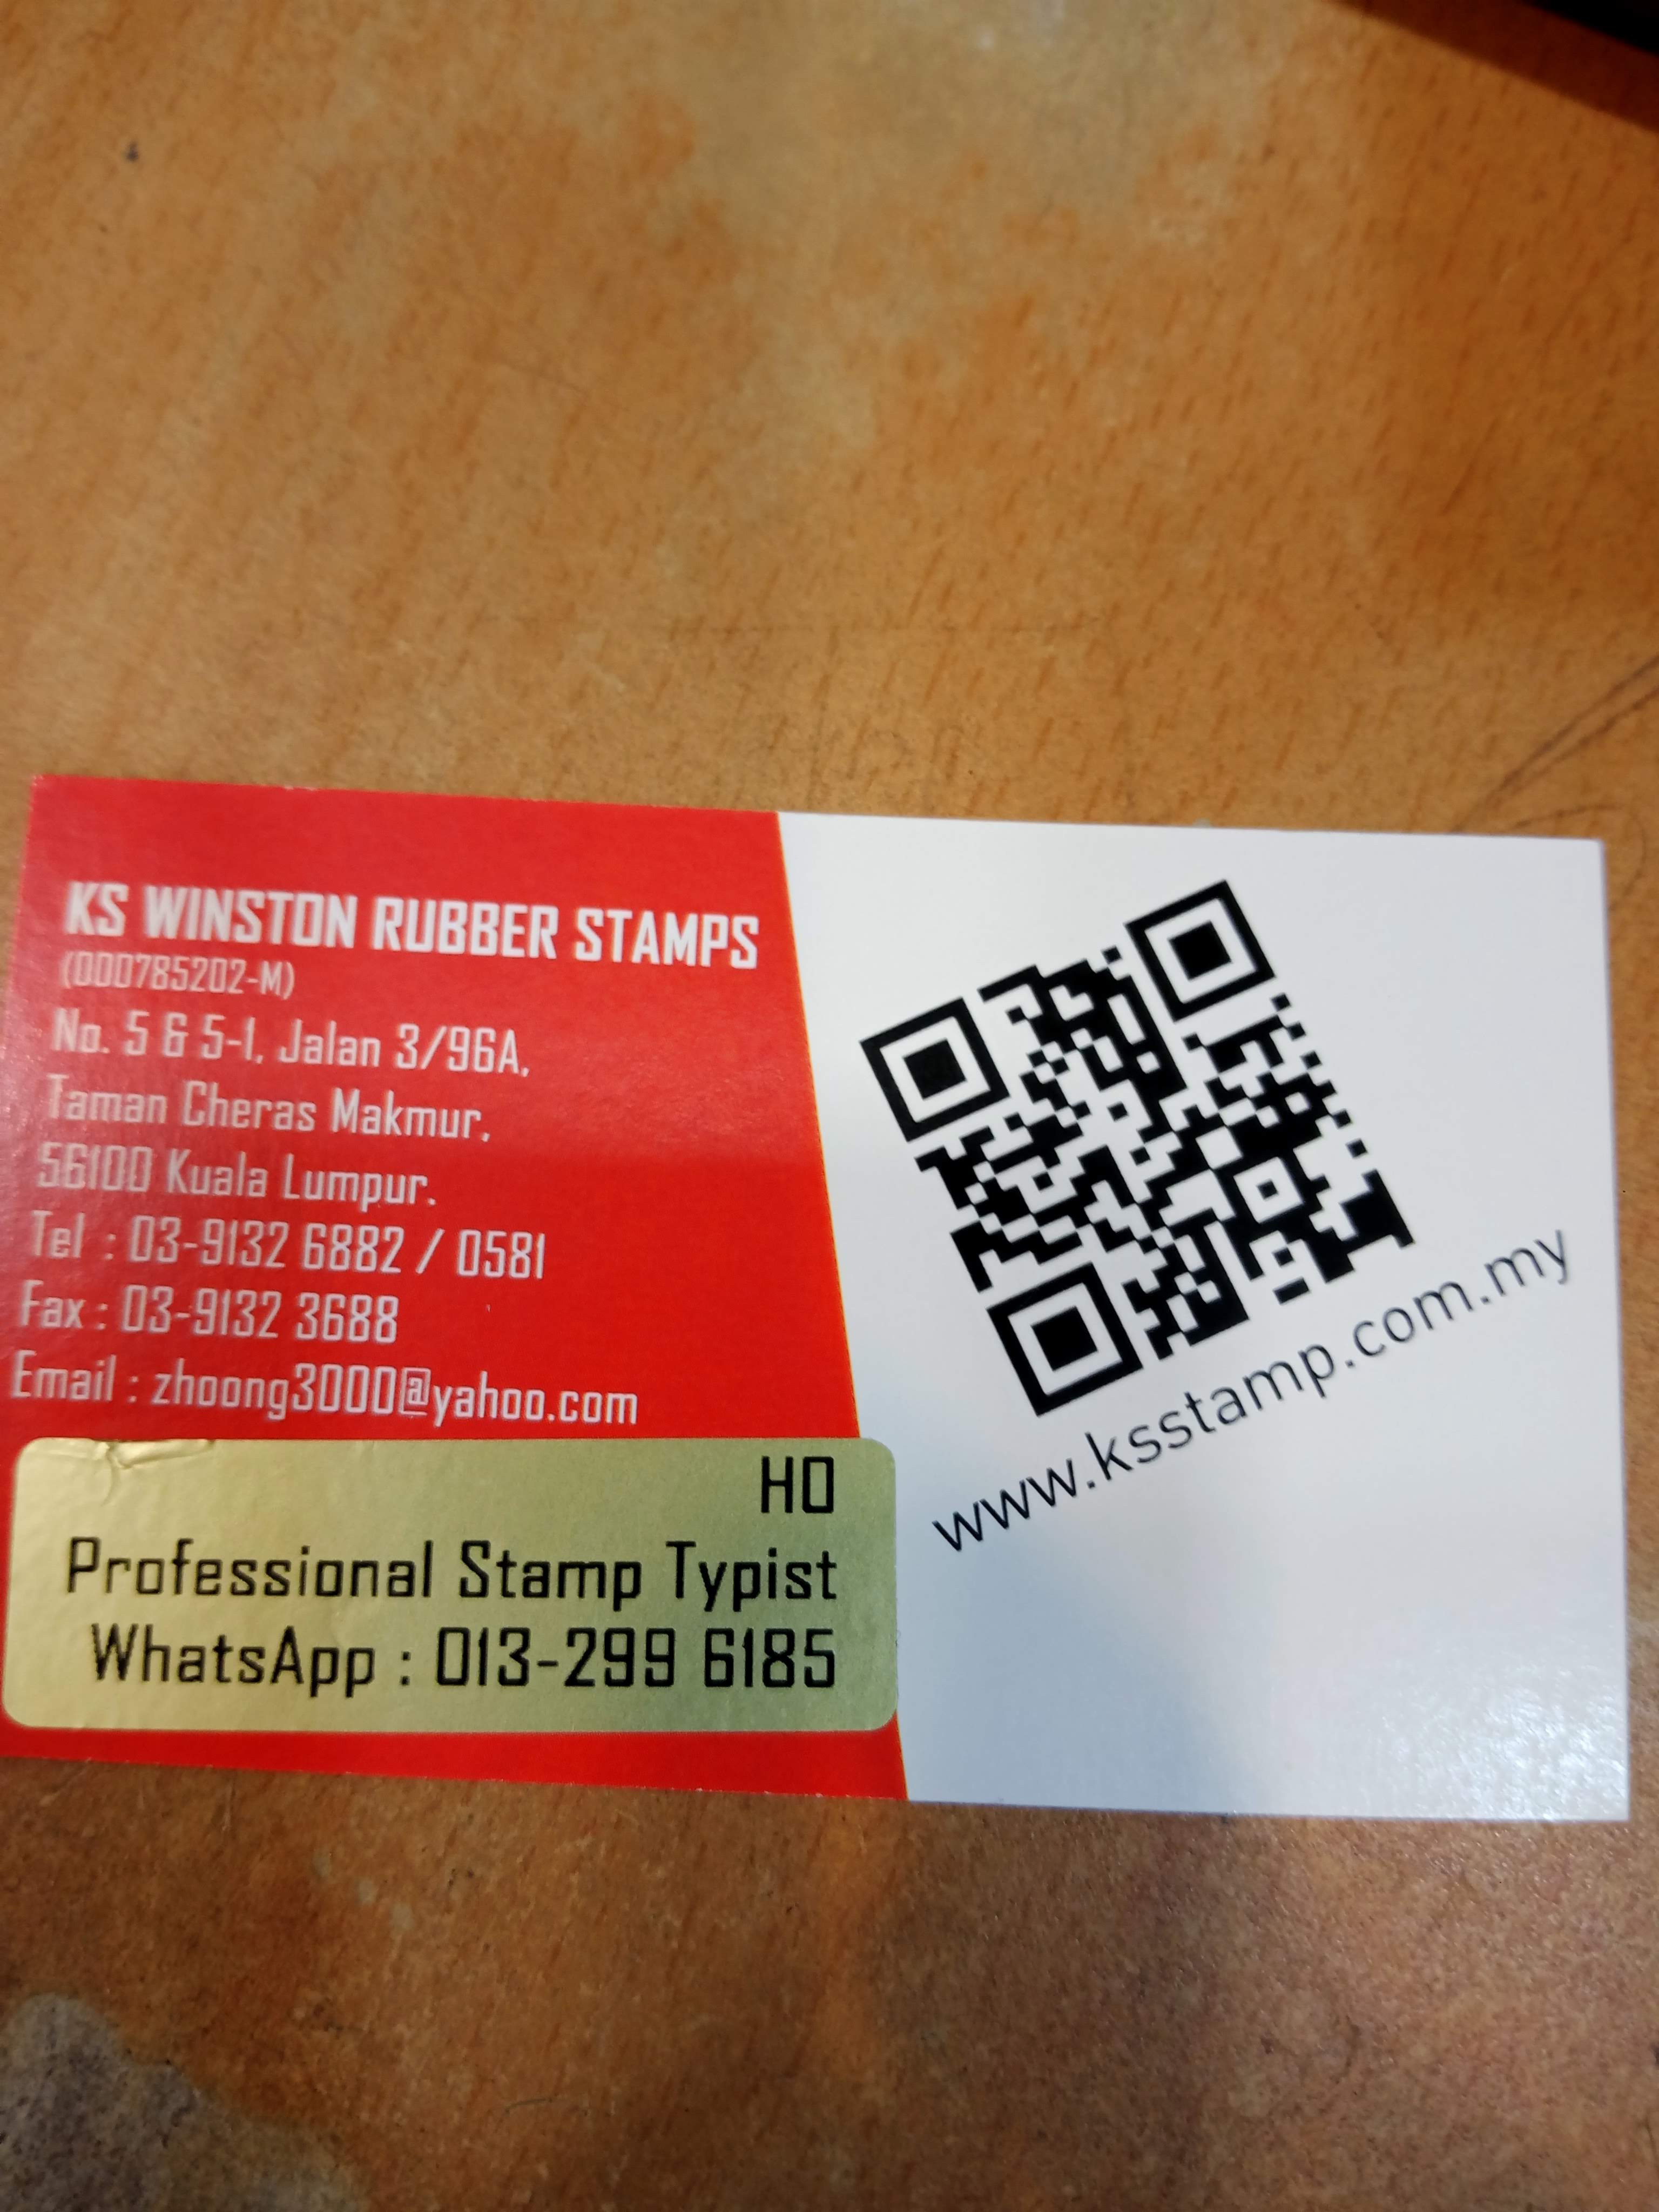 KS WINSTON RUBBER STAMPS
(000785202-M)
No. 5 & 5-1, Jalan 3/96A,
Taman Cheras Makmur,
56100 Kuala Lumpur.
Tel : 03-9132 6882 / 0581
Fax : 03-9132 3688
Email : zhoong3000@yahoo.com
HO
Professional Stamp Typist
WhatsApp : 013-299 6185
www.ksstamp.com.my